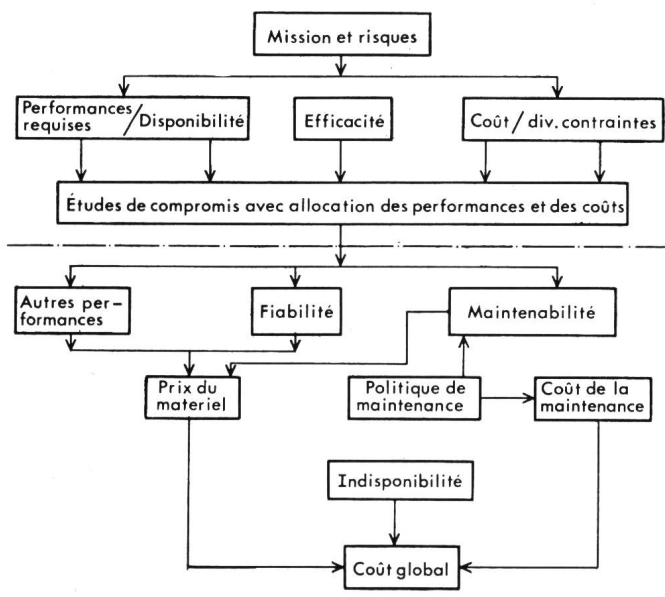 Mission et risques
Performances
requises / Disponibilité
Efficacité
Coût / div. contraintes
Études de compromis avec allocation des performances et des coûts
Autres per-
formances
Fiabilité
Maintenabilité
Prix du
materiel
Politique de
maintenance
Coût de la
maintenance
Indisponibilité
Coût global